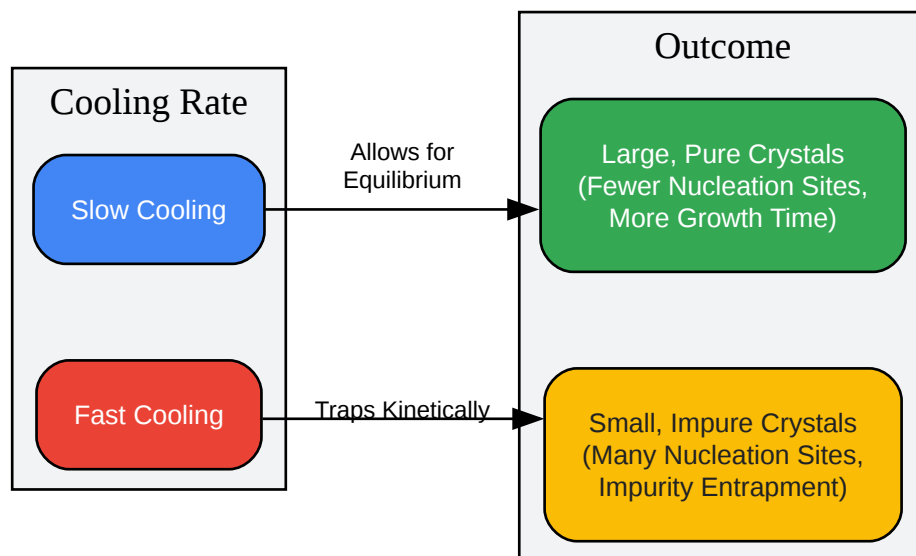 Cooling Rate
Slow Cooling
Fast Cooling
Allows for
Equilibrium
Traps Kinetically
Outcome
Large, Pure Crystals
(Fewer Nucleation Sites,
More Growth Time)
Small, Impure Crystals
(Many Nucleation Sites,
Impurity Entrapment)